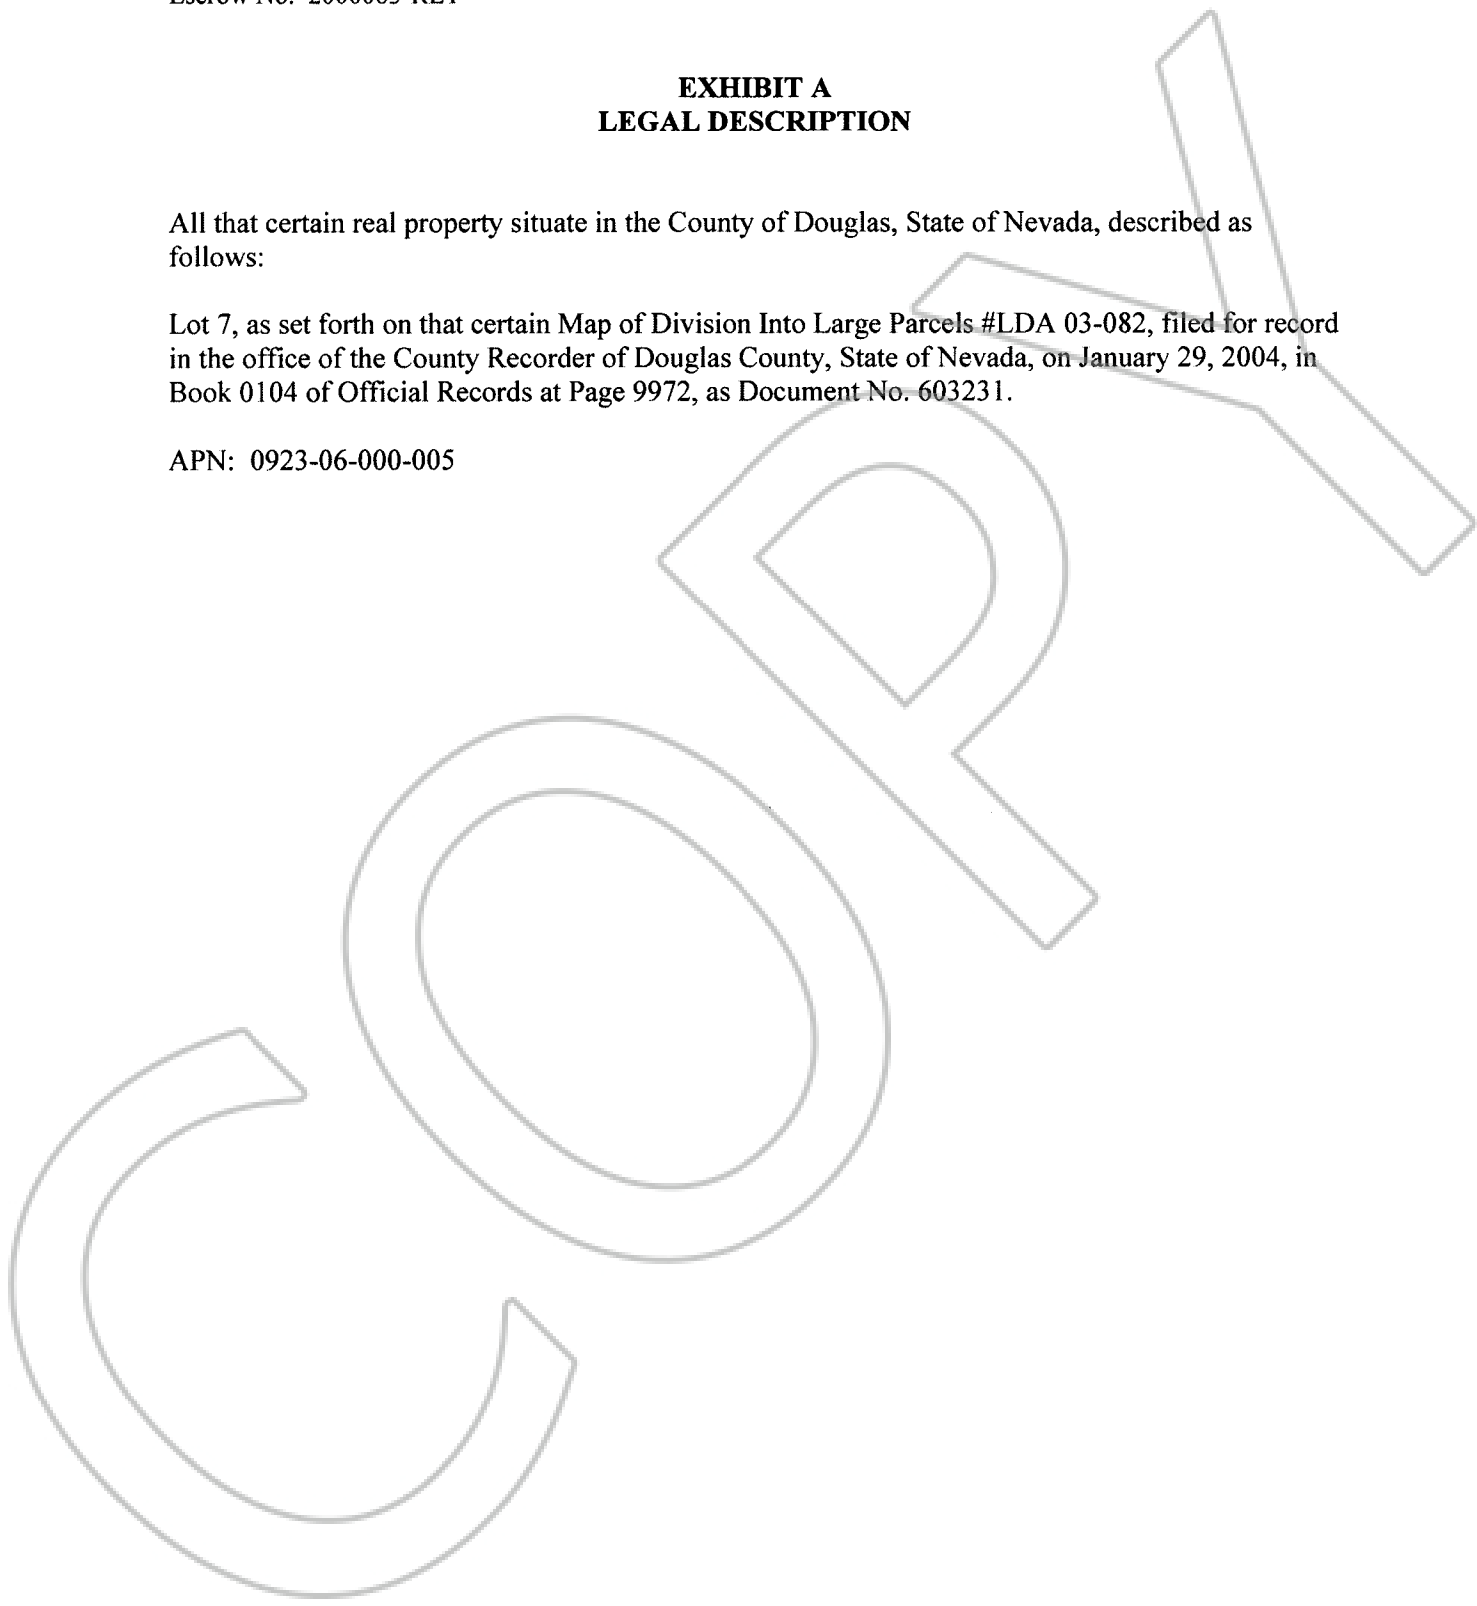 Escrow No.
EXHIBIT A
LEGAL DESCRIPTION
All that certain real property situate in the County of Douglas, State of Nevada, described as
follows:
Lot 7, as set forth on that certain Map of Division Into Large Parcels #LDA 03-082, filed for record
in the office of the County Recorder of Douglas County, State of Nevada, on January 29, 2004, in
Book 0104 of Official Records at Page 9972, as Document No. 603231.
APN: 0923-06-000-005
COPY